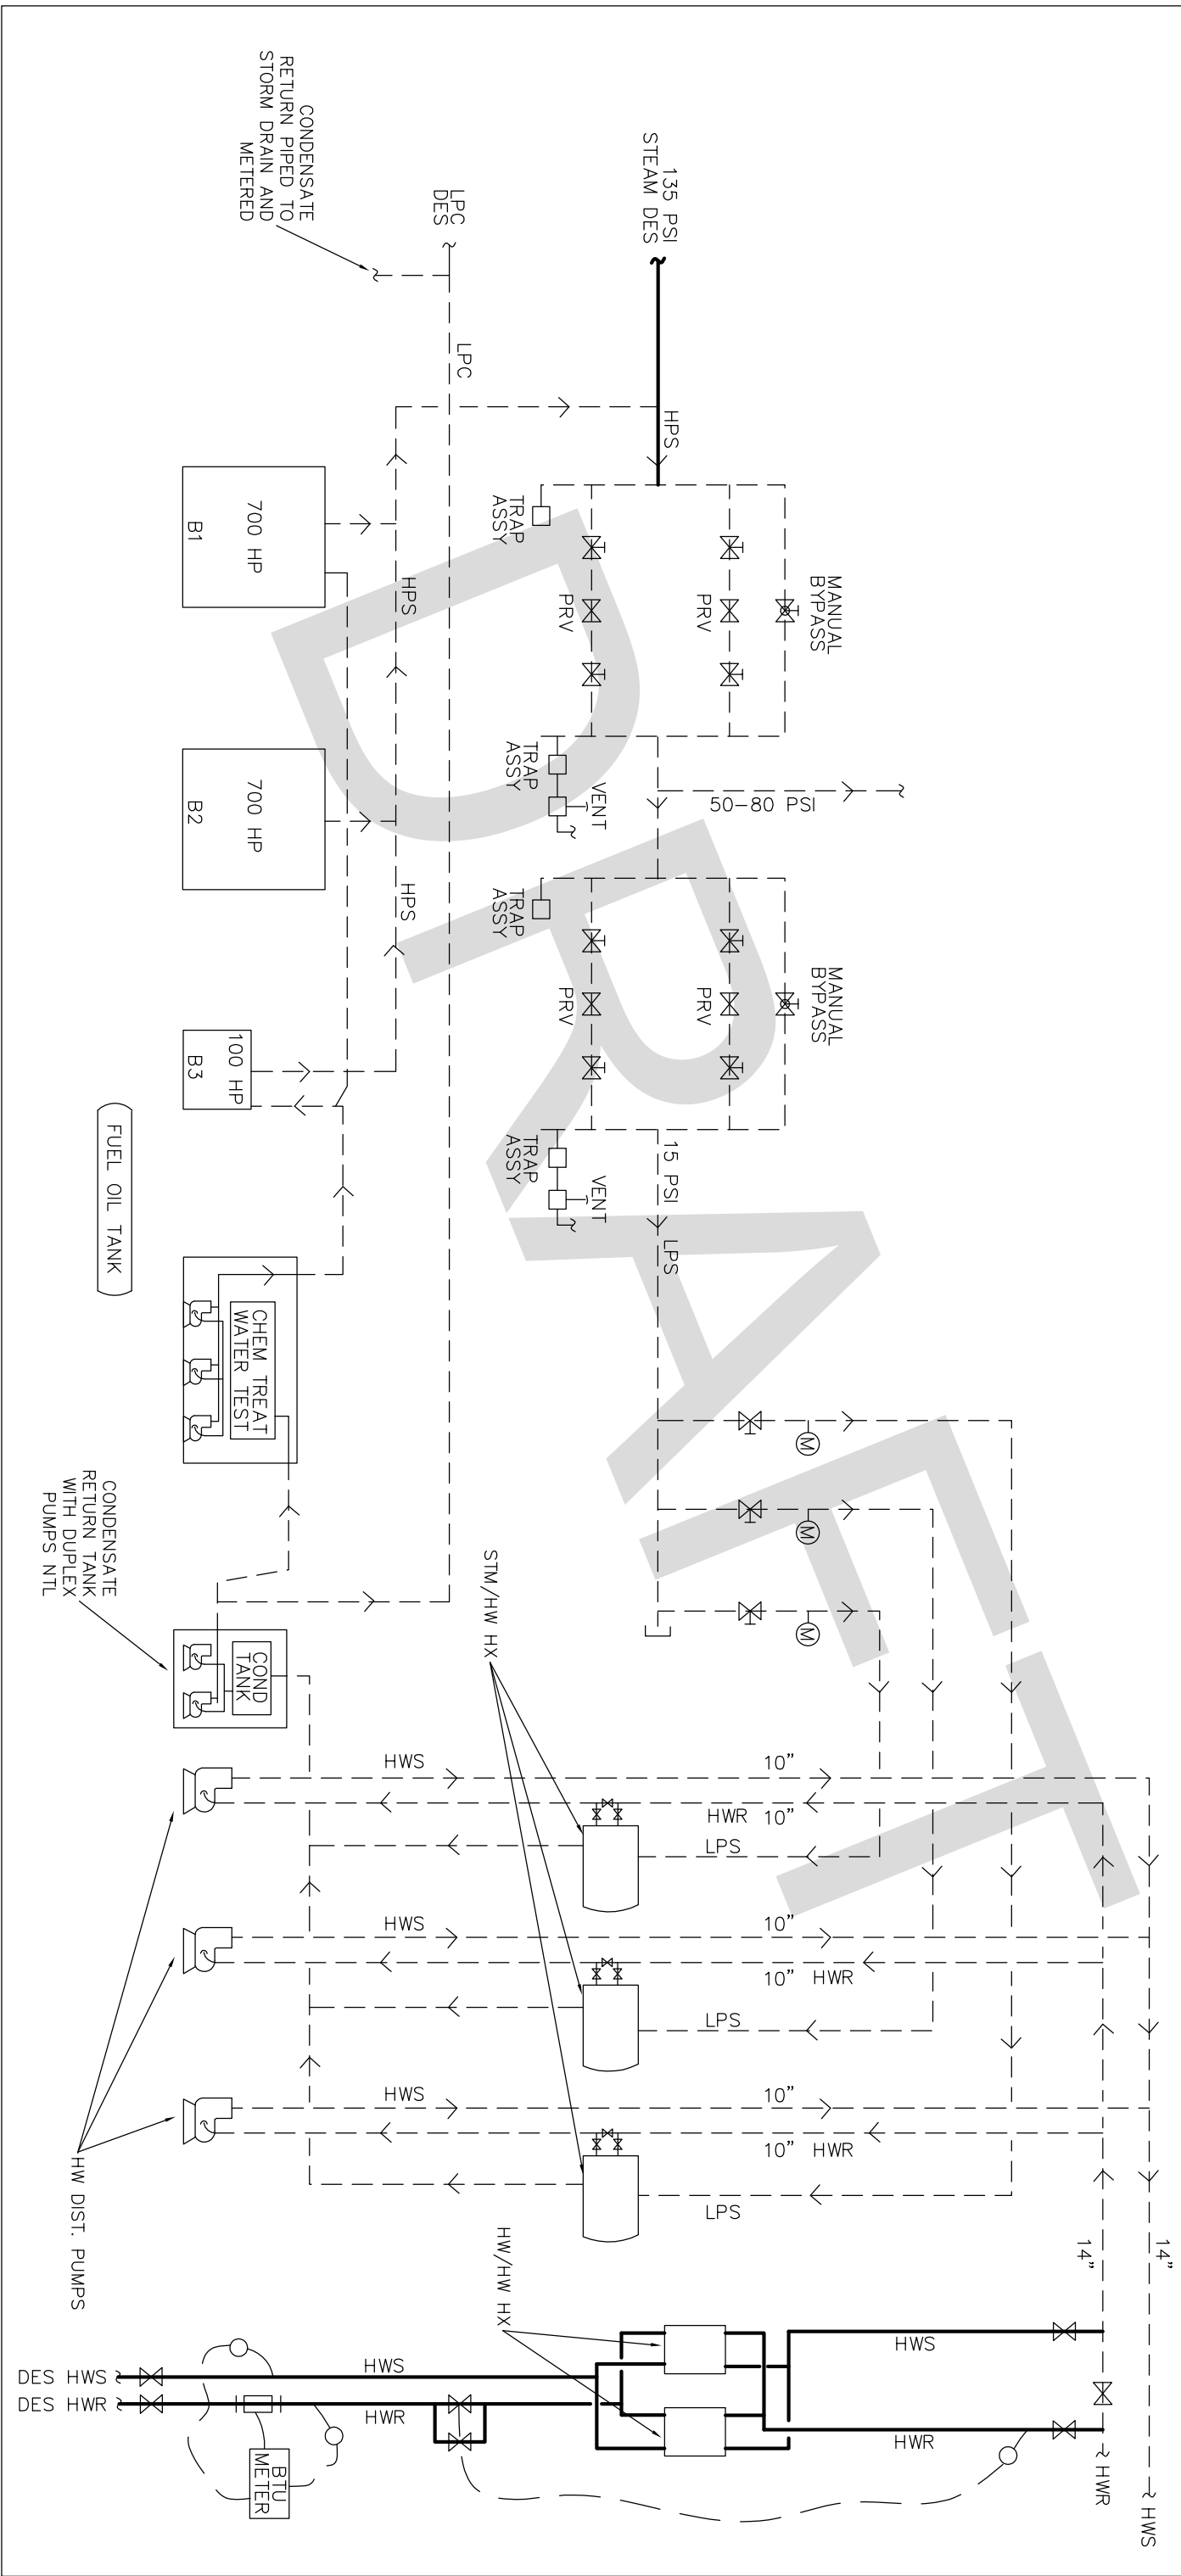 135 PSI
STEAM DES
HPS
MANUAL
BYPASS
PRV
PRV
TRAP
ASSY
TRAP
ASSY
VENT
50-80 PSI
MANUAL
BYPASS
PRV
PRV
TRAP
ASSY
TRAP
ASSY
VENT
15 PSI
LPS
M
M
M
LPC
DES
LPC
CONDENSATE
RETURN PIPED TO
STORM DRAIN AND
METERED
HPS
HPS
700 HP
B1
700 HP
B2
100 HP
B3
FUEL OIL TANK
CHEM TREAT
WATER TEST
CONDENSATE
RETURN TANK
WITH DUPLEX
PUMPS NTL
COND
TANK
STM/HW HX
HWS
10"
HWR
10"
LPS
HWS
10"
10"
HWR
LPS
HWS
10"
10"
HWR
LPS
HW DIST. PUMPS
HW/HW HX
14"
14"
HWS
HWR
HWS
HWR
DES HWS
DES HWR
HWS
HWR
BTU
METER
DRAFT